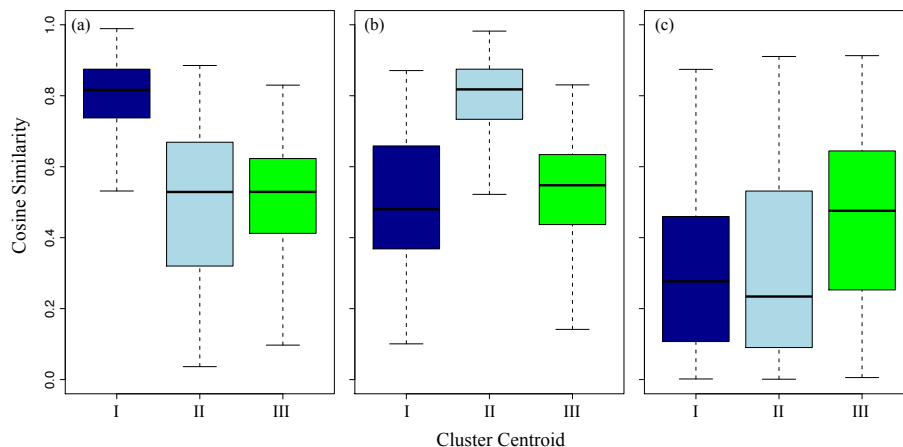 (a)
(b)
(c)
Cosine Similarity
1.0
0.8
0.6
0.4
0.2
0.0
I II III
I II III
I II III
Cluster Centroid